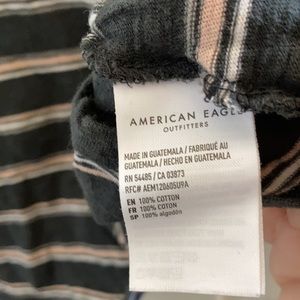 AMERICAN EAGLE
OUTFITTERS
MADE IN GUATEMALA / FABRIQUÉ AU
GUATEMALA / HECHO EN GUATEMALA
RN 54485 / CA 03873
RFC# AEM120605U9A
EN 100% COTTON
FR 100% COTON
SP 100% algodón